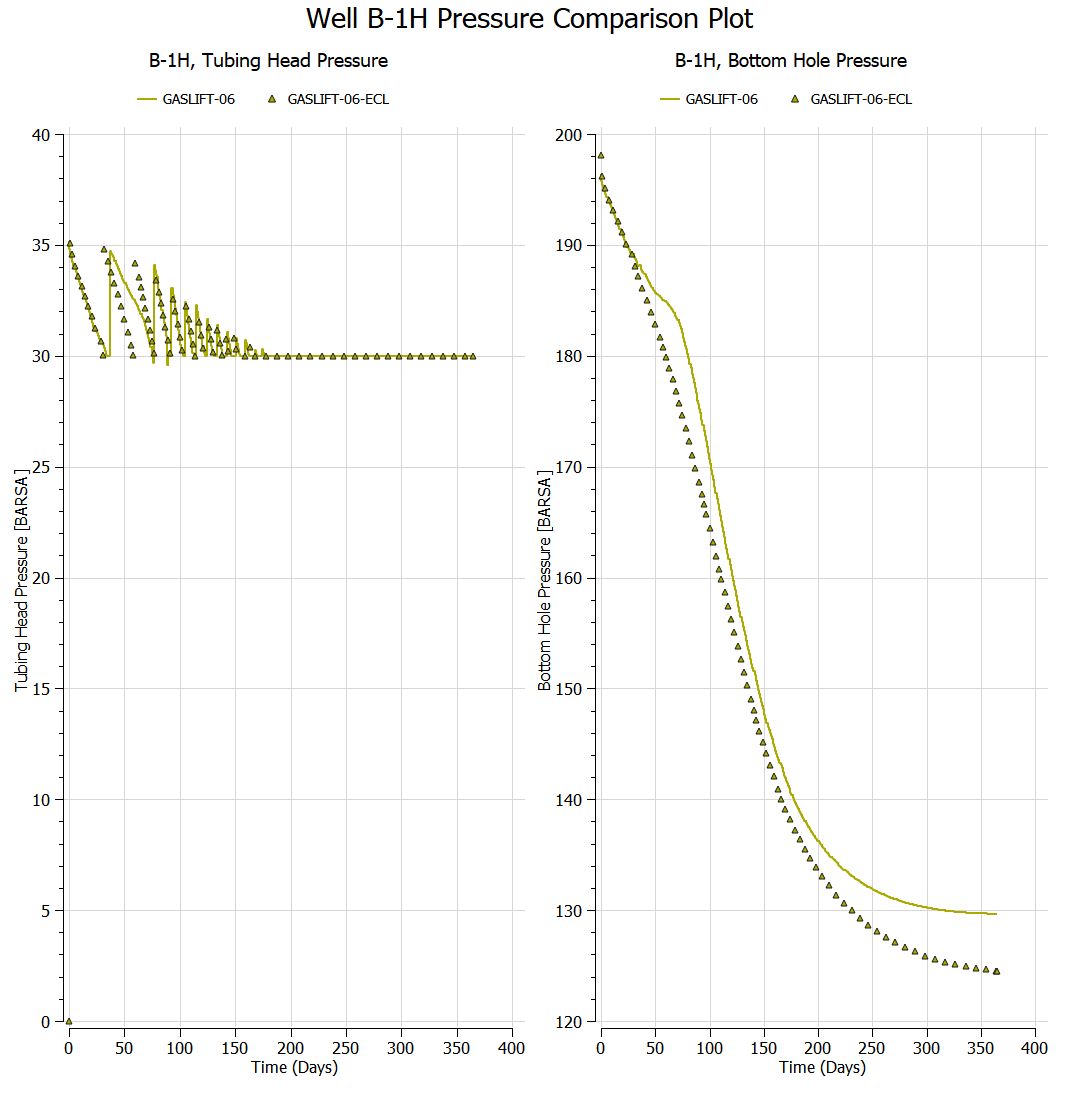 Well B-1H Pressure Comparison Plot
B-1H, Tubing Head Pressure
GASLIFT-06 GASLIFT-06-ECL
40
35
30
25
20
15
10
5
0
Tubing Head Pressure [BARSA]
0 50 100 150 200 250 300 350 400
Time (Days)
B-1H, Bottom Hole Pressure
GASLIFT-06 GASLIFT-06-ECL
200
190
180
170
160
150
140
130
120
Bottom Hole Pressure [BARSA]
0 50 100 150 200 250 300 350 400
Time (Days)